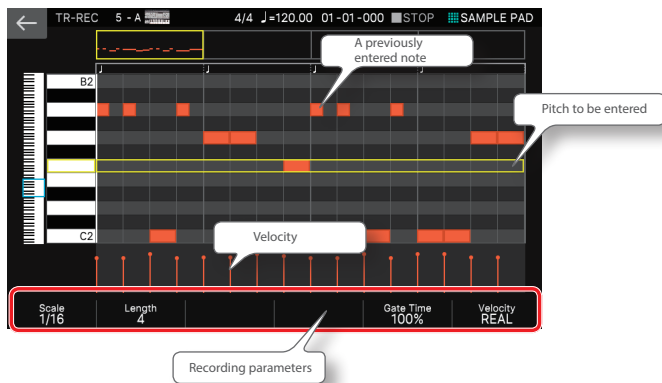 TR-REC 5 - A 4/4 ♩=120.00 01-01-000 STOP SAMPLE PAD
A previously
entered note
B2
Pitch to be entered
C2
Velocity
Scale Length Gate Time Velocity
1/16 4 100% REAL
Recording parameters